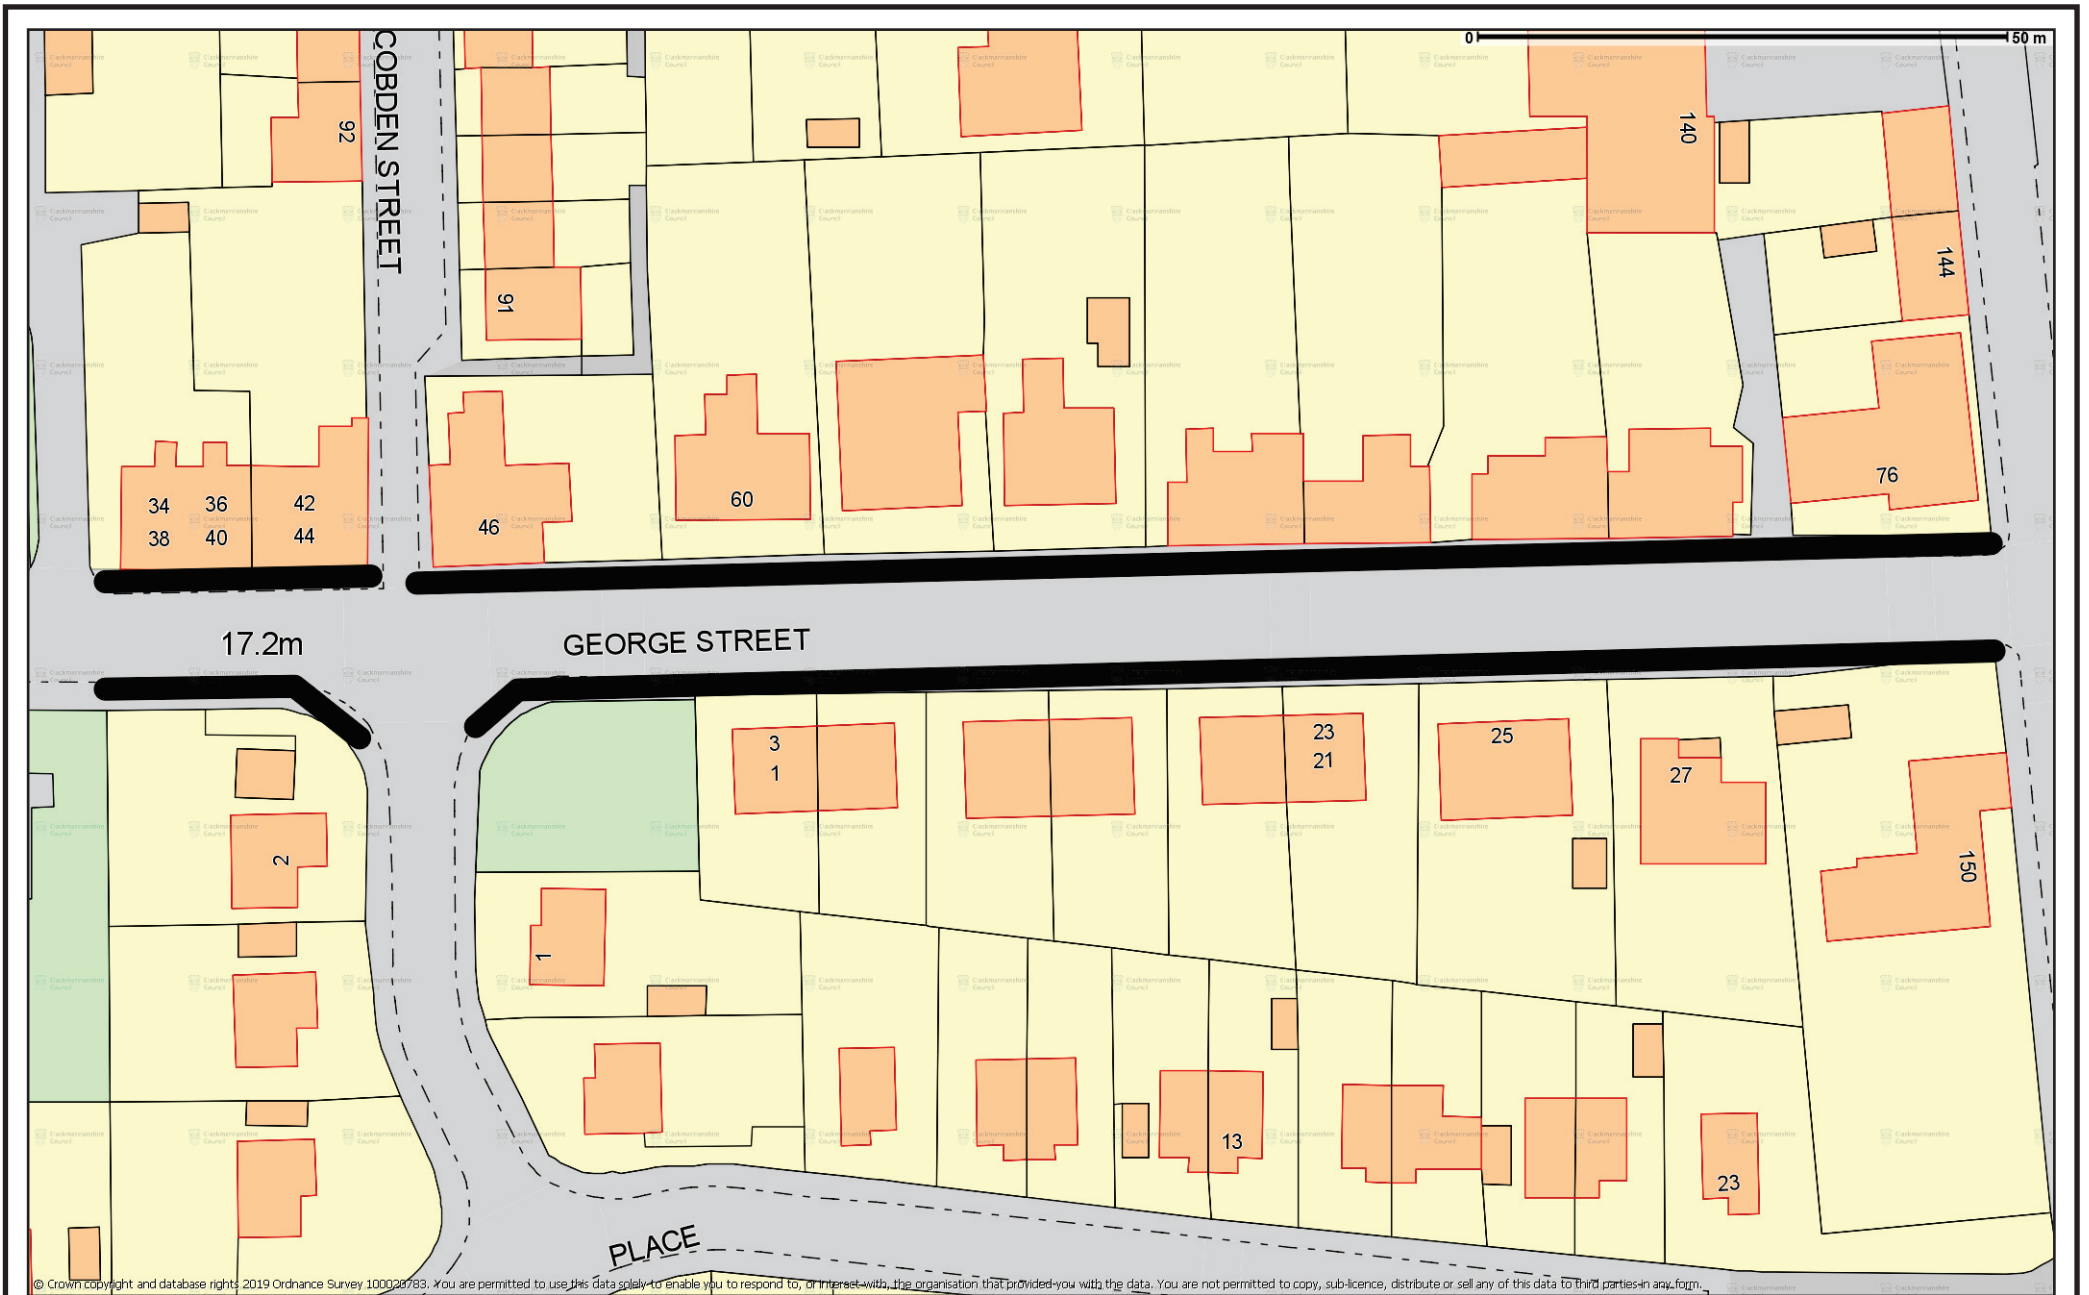 0 50 m
COBDEN STREET
92
140
144
91
34 36 42
38 40 44
46
60
76
17.2m
GEORGE STREET
3
1
23
21
25
27
2
150
1
13
23
PLACE
Clackmannanshire
Council
© Crown copyright and database rights 2019 Ordnance Survey 100023783. You are permitted to use this data solely to enable you to respond to, or interact with, the organisation that provided you with the data. You are not permitted to copy, sub-licence, distribute or sell any of this data to third parties in any form.